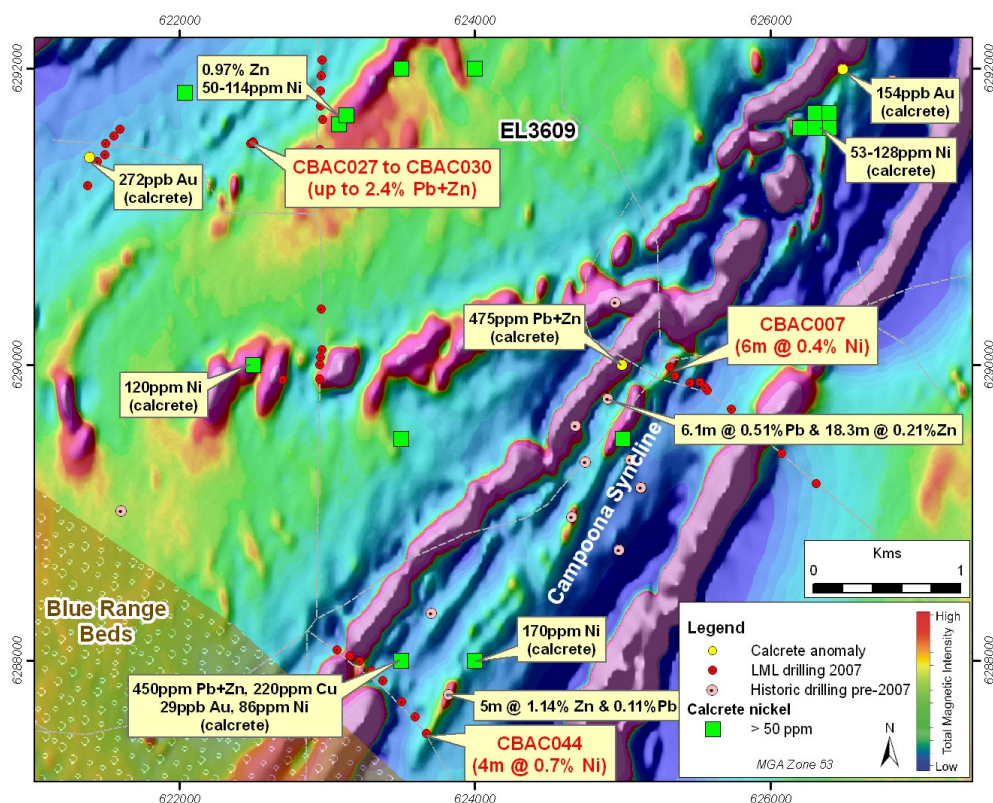 622000
624000
626000
6292000
6292000
0.97% Zn
50-114ppm Ni
EL3609
154ppb Au
(calcrete)
53-128ppm Ni
(calcrete)
CBAC027 to CBAC030
(up to 2.4% Pb+Zn)
272ppb Au
(calcrete)
475ppm Pb+Zn
(calcrete)
CBAC007
(6m @ 0.4% Ni)
6290000
6290000
120ppm Ni
(calcrete)
6.1m @ 0.51%Pb & 18.3m @ 0.21%Zn
Campoona Syncline
Kms
0
1
Blue Range
Beds
170ppm Ni
(calcrete)
6288000
6288000
450ppm Pb+Zn, 220ppm Cu
29ppb Au, 86ppm Ni
(calcrete)
5m @ 1.14% Zn & 0.11%Pb
CBAC044
(4m @ 0.7% Ni)
Legend
Calcrete anomaly
LML drilling 2007
Historic drilling pre-2007
Calcrete nickel
> 50 ppm
High
Total Magnetic Intensity
Low
N
MGA Zone 53
622000
624000
626000